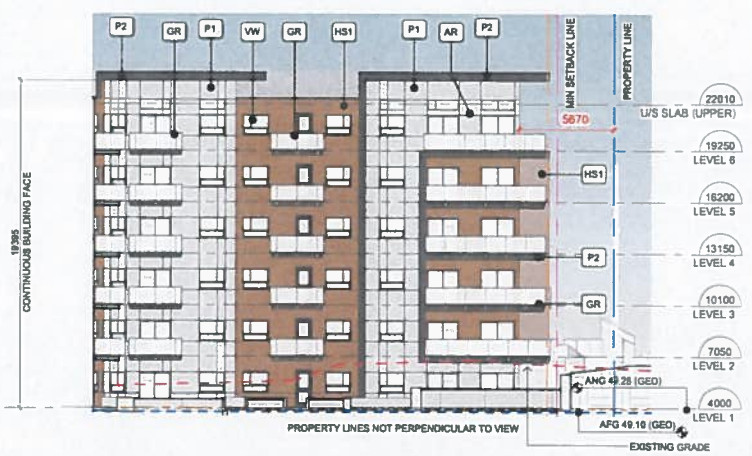 P2
GR
P1
VW
GR
HS1
P1
AR
P2
MIN SETBACK LINE
PROPERTY LINE
22010
U/S SLAB (UPPER)
5670
19250
LEVEL 6
HS1
16200
LEVEL 5
19395
CONTINUOUS BUILDING FACE
13150
LEVEL 4
P2
10100
LEVEL 3
GR
7050
LEVEL 2
ANG 49.28 (GEO)
4000
LEVEL 1
AFG 49.10 (GEO)
PROPERTY LINES NOT PERPENDICULAR TO VIEW
EXISTING GRADE